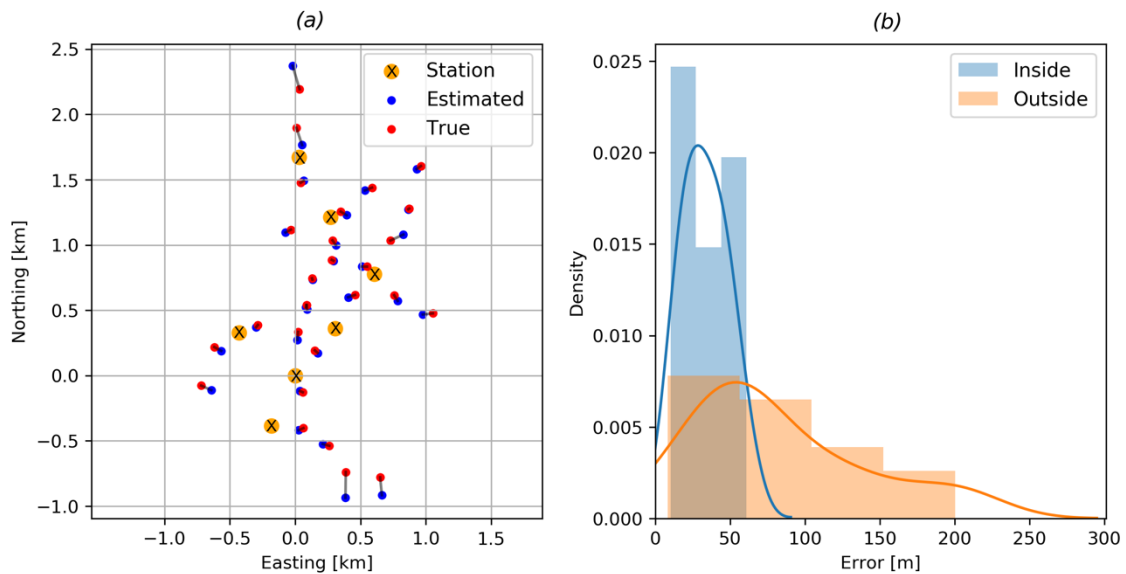 (a)
2.5
2.0
1.5
1.0
0.5
0.0
−0.5
−1.0
Northing [km]
−1.0 −0.5 0.0 0.5 1.0 1.5
Easting [km]
X Station
Estimated
True
X
X
X
X
X
X
X
(b)
0.025
0.020
0.015
0.010
0.005
0.000
Density
0 50 100 150 200 250 300
Error [m]
Inside
Outside